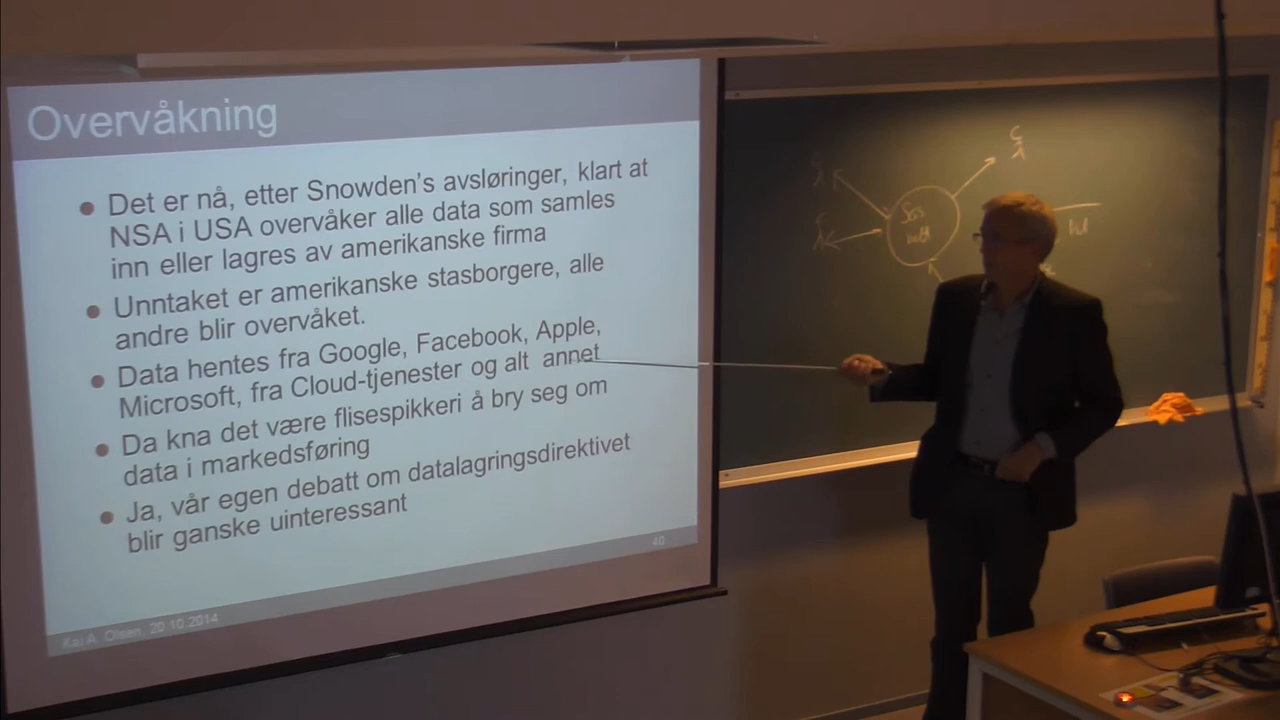 Overvåkning
Det er nå, etter Snowden's avsløringer, klart at
NSA i USA overvåker alle data som samles
inn eller lagres av amerikanske firma
Unntaket er amerikanske stasborgere, alle
andre blir overvåket.
Data hentes fra Google, Facebook, Apple,
Microsoft, fra Cloud-tjenester og alt annet
Da kna det være flisespikkeri å bry seg om
data i markedsføring
Ja, vår egen debatt om datalagringsdirektivet
blir ganske uinteressant
40
Kai A. Olsen, 20.10.2014